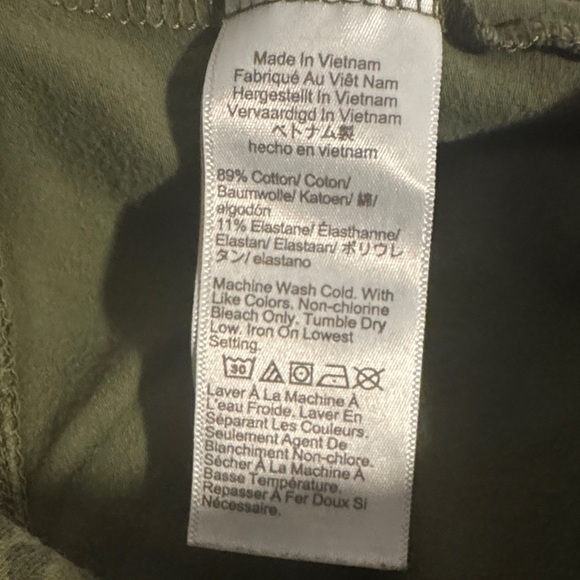 Made In Vietnam
Fabriqué Au Viêt Nam
Hergestellt In Vietnam
Vervaardigd In Vietnam
ベトナム製
hecho en vietnam
89% Cotton/ Coton/
Baumwolle/ Katoen/ 綿/
algodón
11% Elastane/ Élasthanne/
Elastan/ Elastaan/ ポリウレ
タン/ elastano
Machine Wash Cold. With
Like Colors. Non-chlorine
Bleach Only. Tumble Dry
Low. Iron On Lowest
Setting.
30
Laver À La Machine À
L'eau Froide. Laver En
Séparant Les Couleurs.
Seulement Agent De
Blanchiment Non-chlore.
Sécher À La Machine À
Basse Température.
Repasser À Fer Doux Si
Nécessaire.